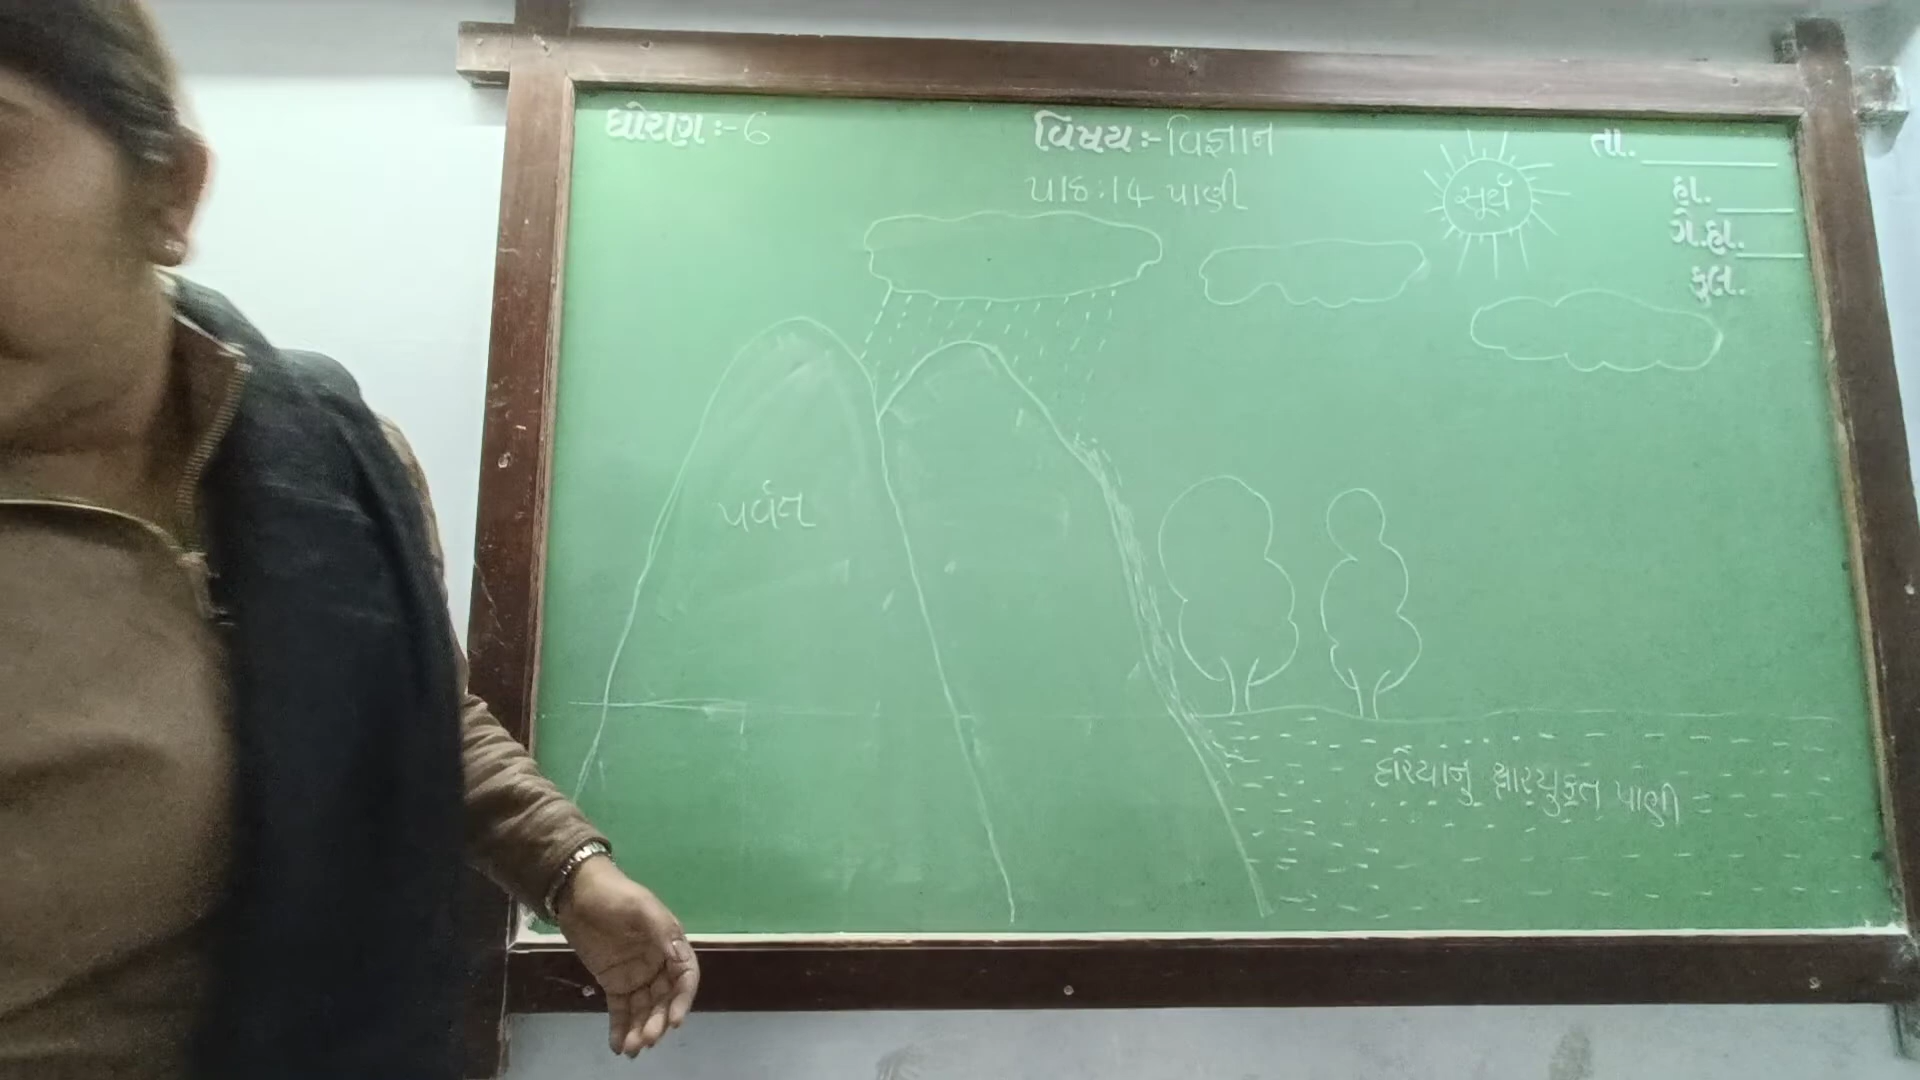 ધોરણ :- 6
વિષય :- વિજ્ઞાન
પાઠ : 14 પાણી
તા.
હા.
ગે.હા.
કુલ.
સૂર્ય
પર્વત
દરિયાનુ ક્ષારયુક્ત પાણી